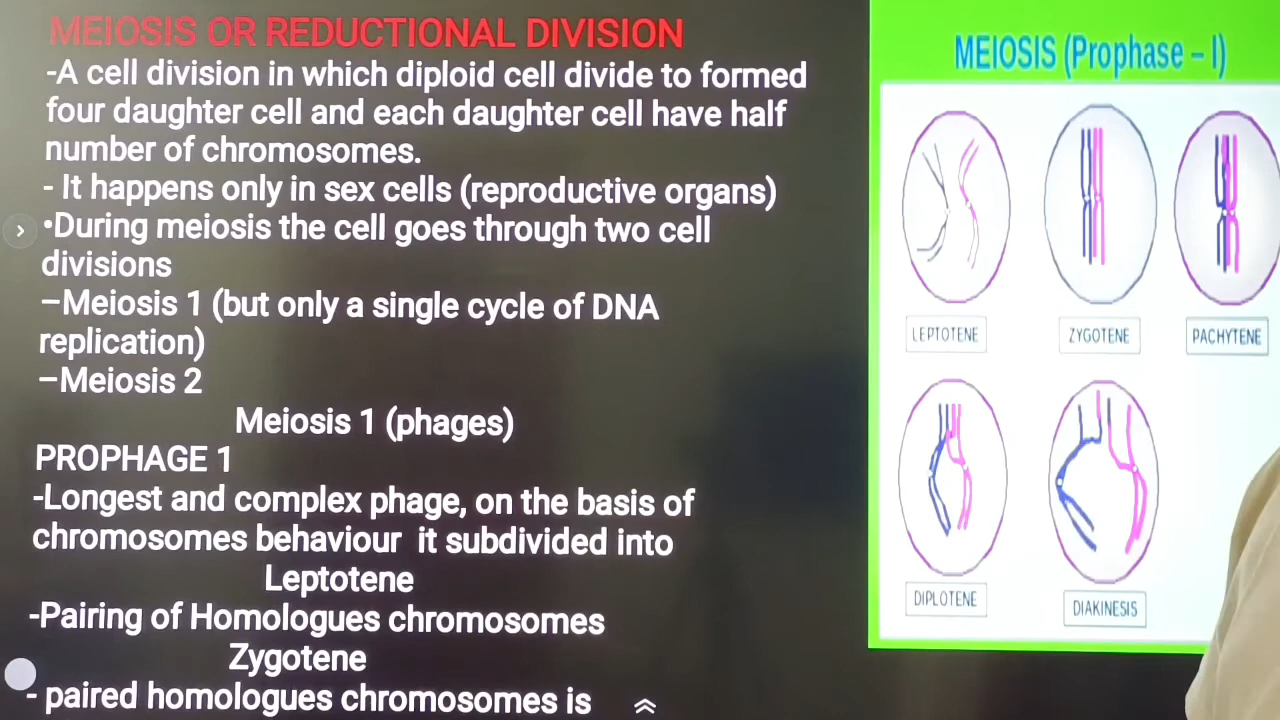 MEIOSIS OR REDUCTIONAL DIVISION
-A cell division in which diploid cell divide to formed
four daughter cell and each daughter cell have half
number of chromosomes.
- It happens only in sex cells (reproductive organs)
•During meiosis the cell goes through two cell
divisions
–Meiosis 1 (but only a single cycle of DNA
replication)
–Meiosis 2
Meiosis 1 (phages)
PROPHAGE 1
-Longest and complex phage, on the basis of
chromosomes behaviour it subdivided into
Leptotene
-Pairing of Homologues chromosomes
Zygotene
- paired homologues chromosomes is
MEIOSIS (Prophase – I)
LEPTOTENE
ZYGOTENE
PACHYTENE
DIPLOTENE
DIAKINESIS